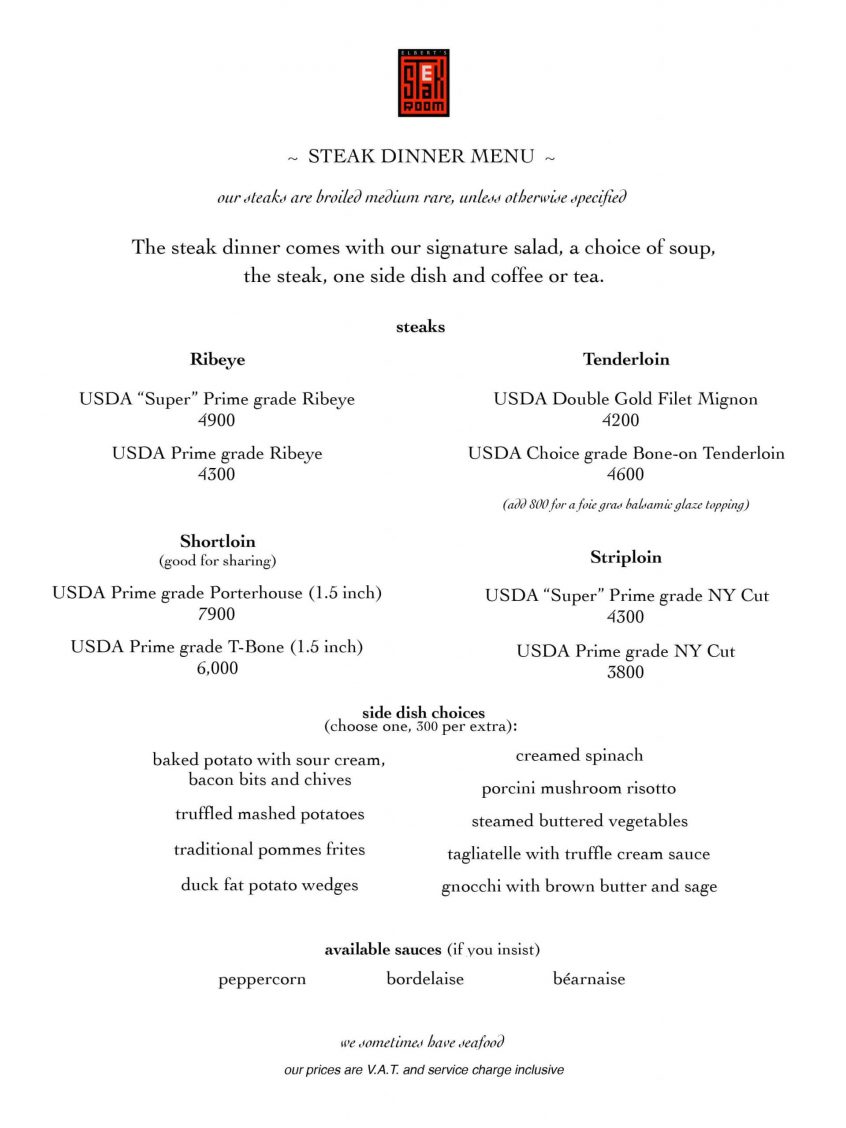 ELBERT'S
STEaK
ROOM
~ STEAK DINNER MENU ~
our steaks are broiled medium rare, unless otherwise specified
The steak dinner comes with our signature salad, a choice of soup,
the steak, one side dish and coffee or tea.
steaks
Ribeye
USDA “Super” Prime grade Ribeye
4900
USDA Prime grade Ribeye
4300
Tenderloin
USDA Double Gold Filet Mignon
4200
USDA Choice grade Bone-on Tenderloin
4600
(add 800 for a foie gras balsamic glaze topping)
Shortloin
(good for sharing)
USDA Prime grade Porterhouse (1.5 inch)
7900
USDA Prime grade T-Bone (1.5 inch)
6,000
Striploin
USDA “Super” Prime grade NY Cut
4300
USDA Prime grade NY Cut
3800
side dish choices
(choose one, 300 per extra):
baked potato with sour cream,
bacon bits and chives
truffled mashed potatoes
traditional pommes frites
duck fat potato wedges
creamed spinach
porcini mushroom risotto
steamed buttered vegetables
tagliatelle with truffle cream sauce
gnocchi with brown butter and sage
available sauces (if you insist)
peppercorn bordelaise béarnaise
we sometimes have seafood
our prices are V.A.T. and service charge inclusive